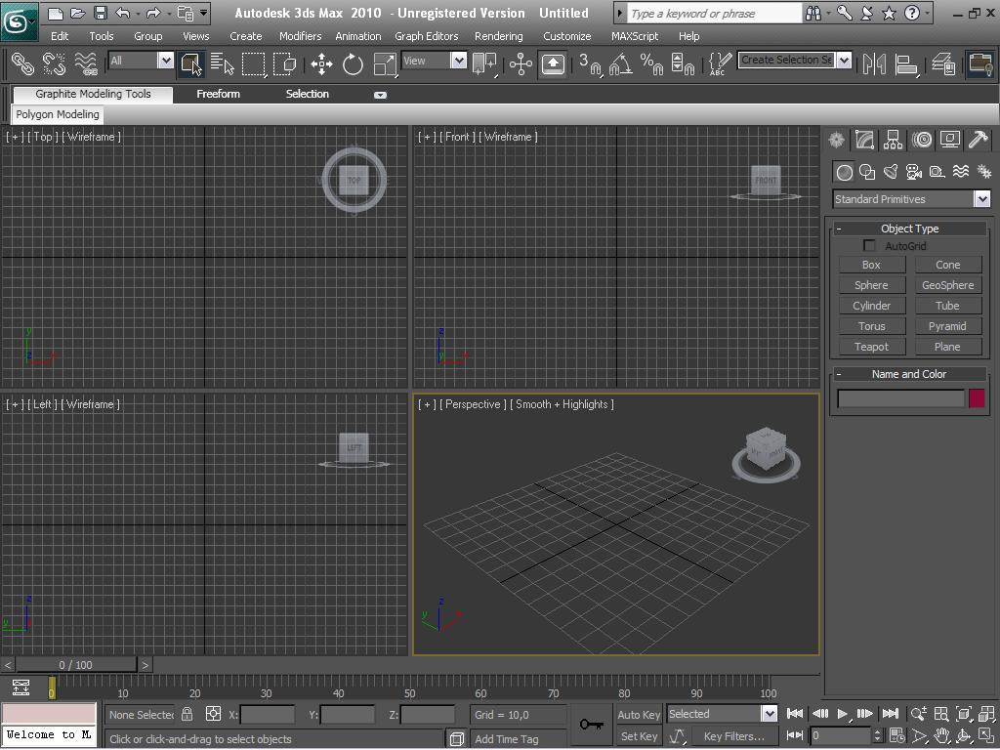 Autodesk 3ds Max 2010 - Unregistered Version Untitled
Type a keyword or phrase
Edit Tools Group Views Create Modifiers Animation Graph Editors Rendering Customize MAXScript Help
All
View
3
ABC
Create Selection Se
Graphite Modeling Tools Freeform Selection
Polygon Modeling
[ + ] [ Top ] [ Wireframe ]
TOP
y
z
x
[ + ] [ Front ] [ Wireframe ]
FRONT
z
y
x
[ + ] [ Left ] [ Wireframe ]
LEFT
z
y
x
[ + ] [ Perspective ] [ Smooth + Highlights ]
z
y
x
Standard Primitives
- Object Type
AutoGrid
Box Cone
Sphere GeoSphere
Cylinder Tube
Torus Pyramid
Teapot Plane
- Name and Color
< 0 / 100 >
0 10 20 30 40 50 60 70 80 90 100
None Selected X: Y: Z: Grid = 10,0
Auto Key Selected
Welcome to M
Click or click-and-drag to select objects
Add Time Tag
Set Key Key Filters...
0